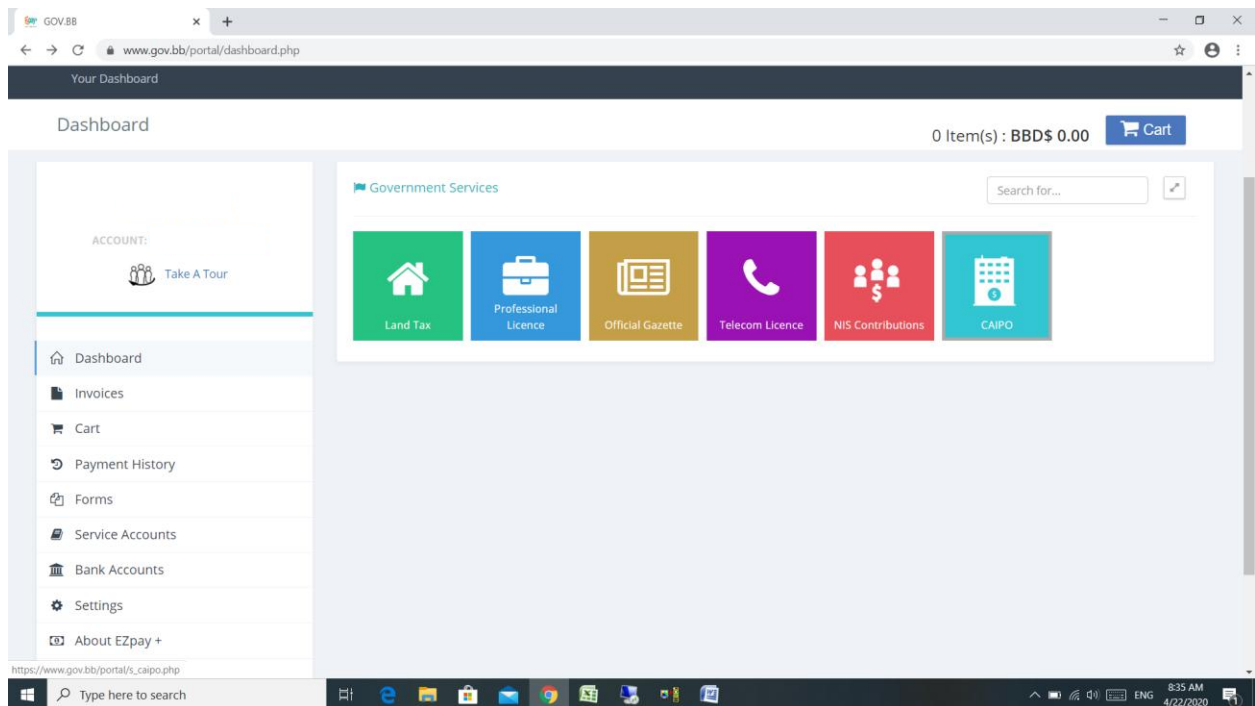 GOV.BB
www.gov.bb/portal/dashboard.php
Your Dashboard
Dashboard
0 Item(s) : BBD$ 0.00
Cart
Government Services
Search for...
ACCOUNT:
Take A Tour
Land Tax
Professional
Licence
Official Gazette
Telecom Licence
NIS Contributions
CAIPO
Dashboard
Invoices
Cart
Payment History
Forms
Service Accounts
Bank Accounts
Settings
About EZpay +
https://www.gov.bb/portal/s_caipo.php
Type here to search
ENG
8:35 AM
4/22/2020